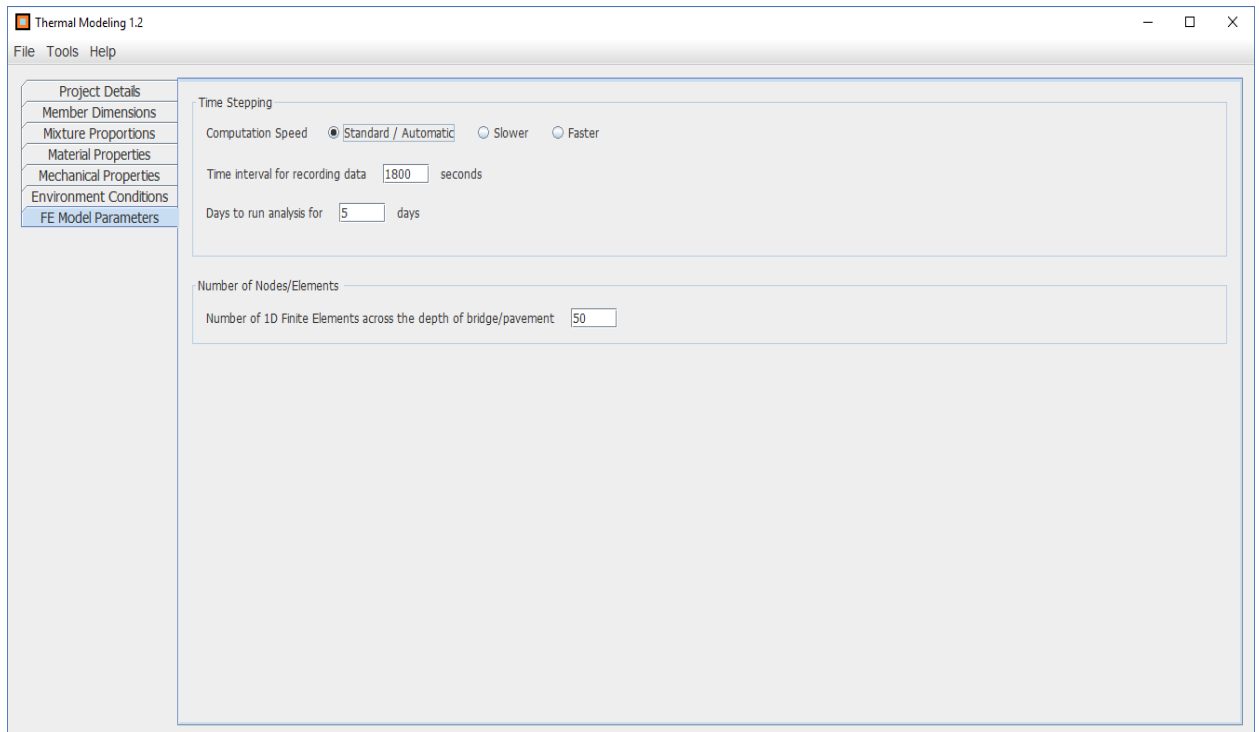 Thermal Modeling 1.2
File Tools Help
Project Details
Member Dimensions
Mixture Proportions
Material Properties
Mechanical Properties
Environment Conditions
FE Model Parameters
Time Stepping
Computation Speed Standard / Automatic Slower Faster
Time interval for recording data 1800 seconds
Days to run analysis for 5 days
Number of Nodes/Elements
Number of 1D Finite Elements across the depth of bridge/pavement 50